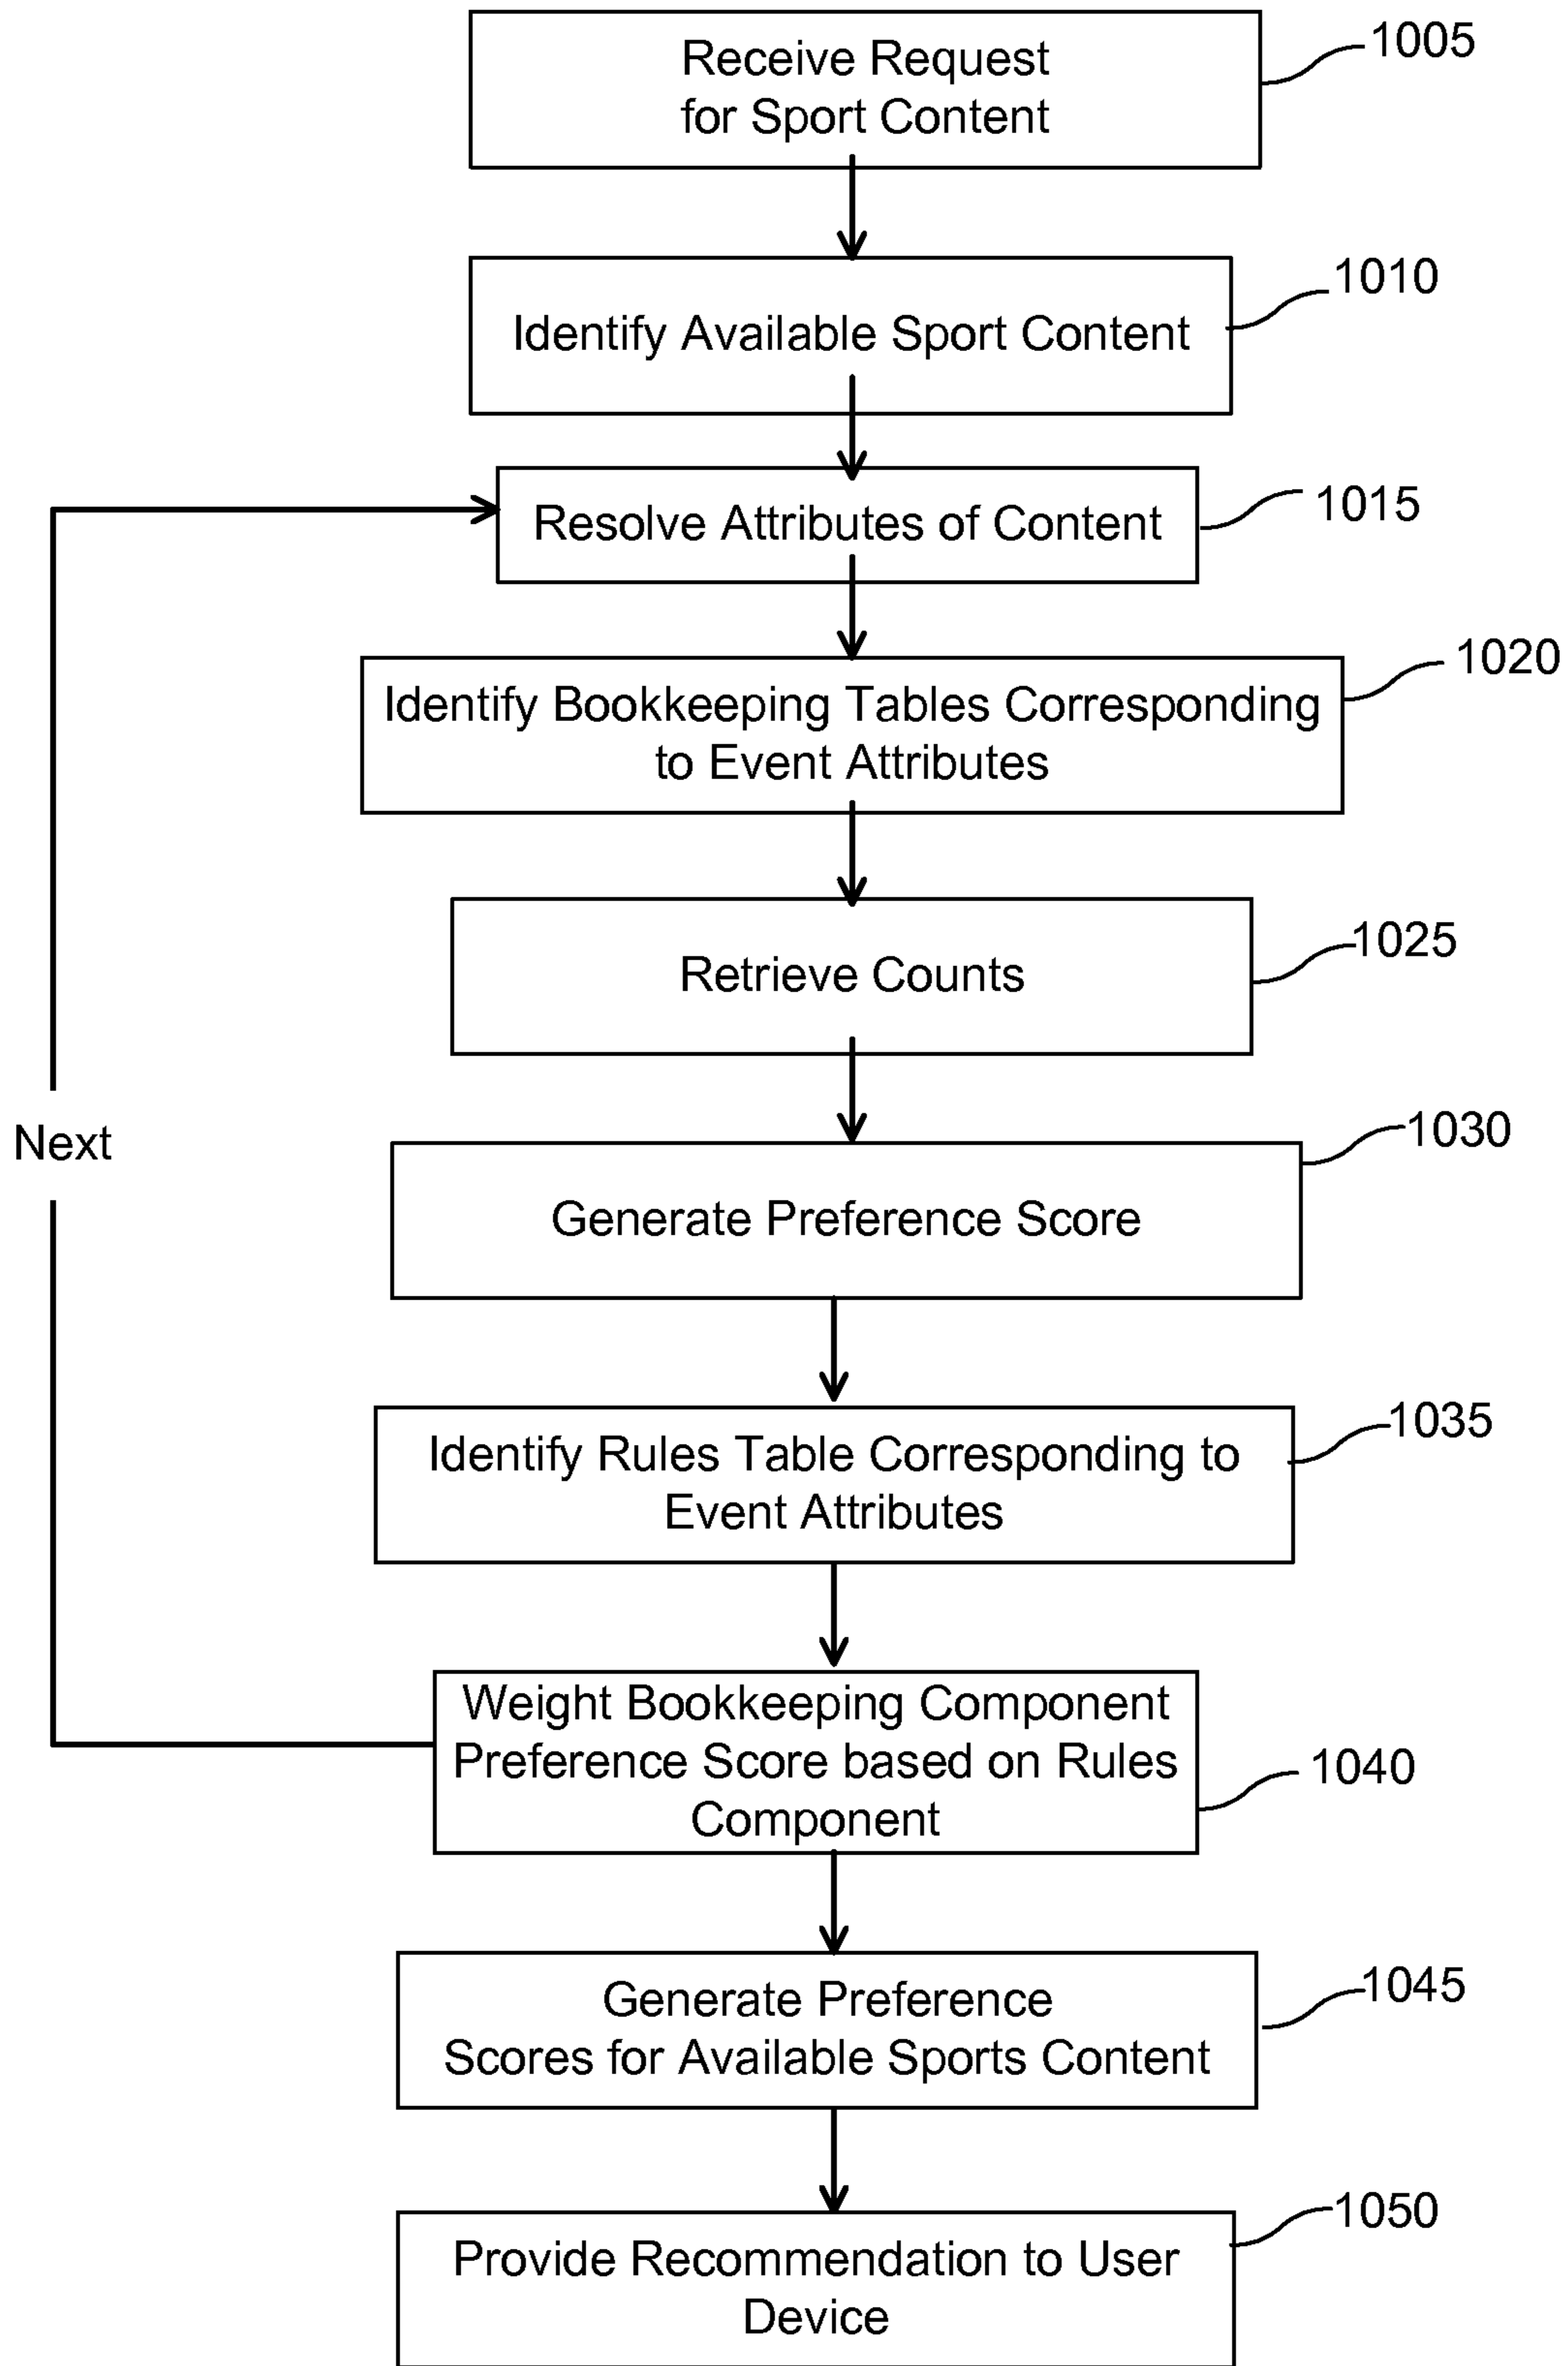 Receive Request
for Sport Content
1005
Identify Available Sport Content
1010
Resolve Attributes of Content
1015
Identify Bookkeeping Tables Corresponding
to Event Attributes
1020
Retrieve Counts
1025
Next
Generate Preference Score
1030
Identify Rules Table Corresponding to
Event Attributes
1035
Weight Bookkeeping Component
Preference Score based on Rules
Component
1040
Generate Preference
Scores for Available Sports Content
1045
Provide Recommendation to User
Device
1050